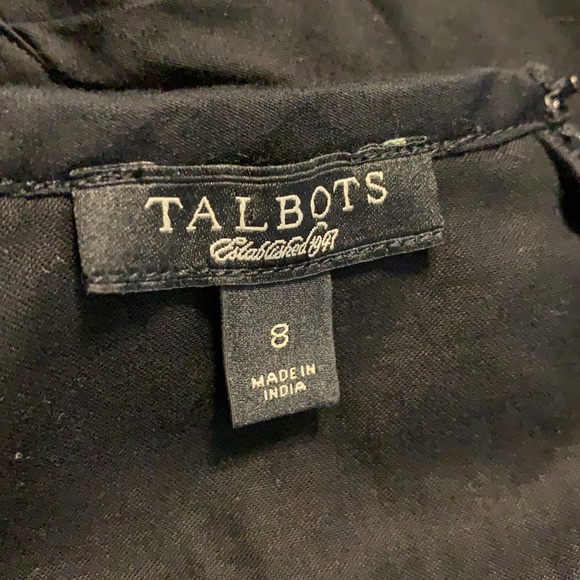 TALBOTS
Established 1947
8
MADE IN
INDIA